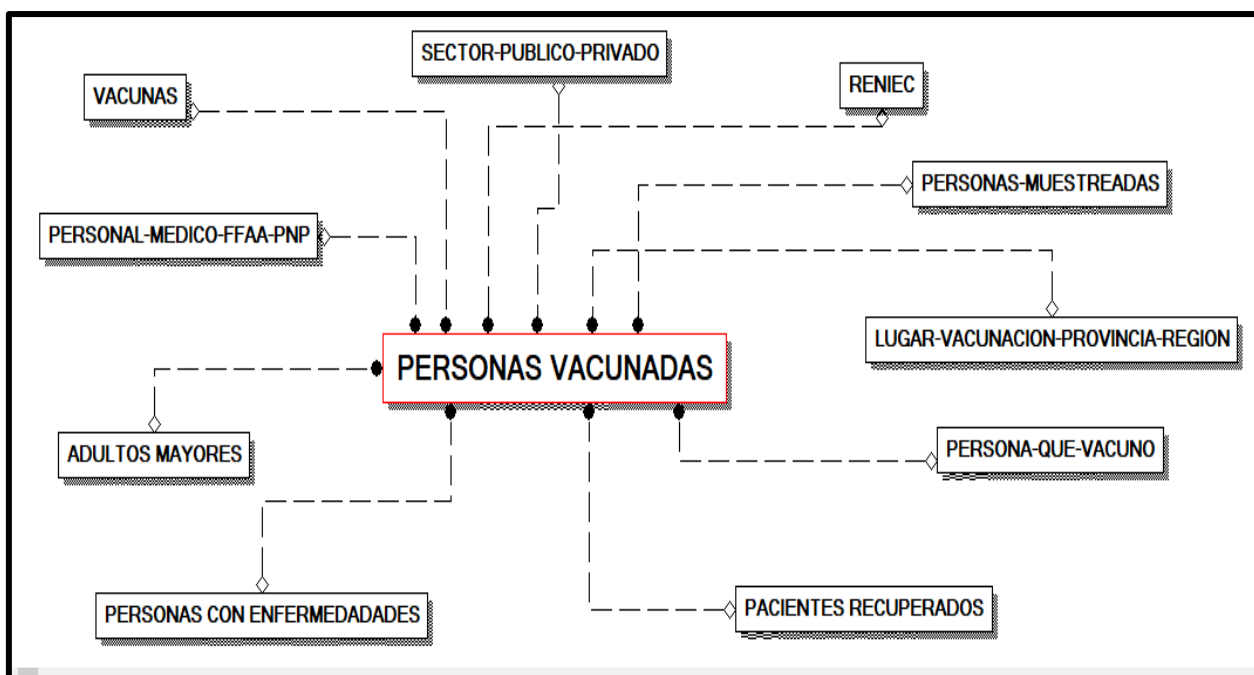 SECTOR-PUBLICO-PRIVADO
VACUNAS
RENIEC
PERSONAS-MUESTREADAS
PERSONAL-MEDICO-FFAA-PNP
LUGAR-VACUNACION-PROVINCIA-REGION
PERSONAS VACUNADAS
ADULTOS MAYORES
PERSONA-QUE-VACUNO
PERSONAS CON ENFERMEDADADES
PACIENTES RECUPERADOS